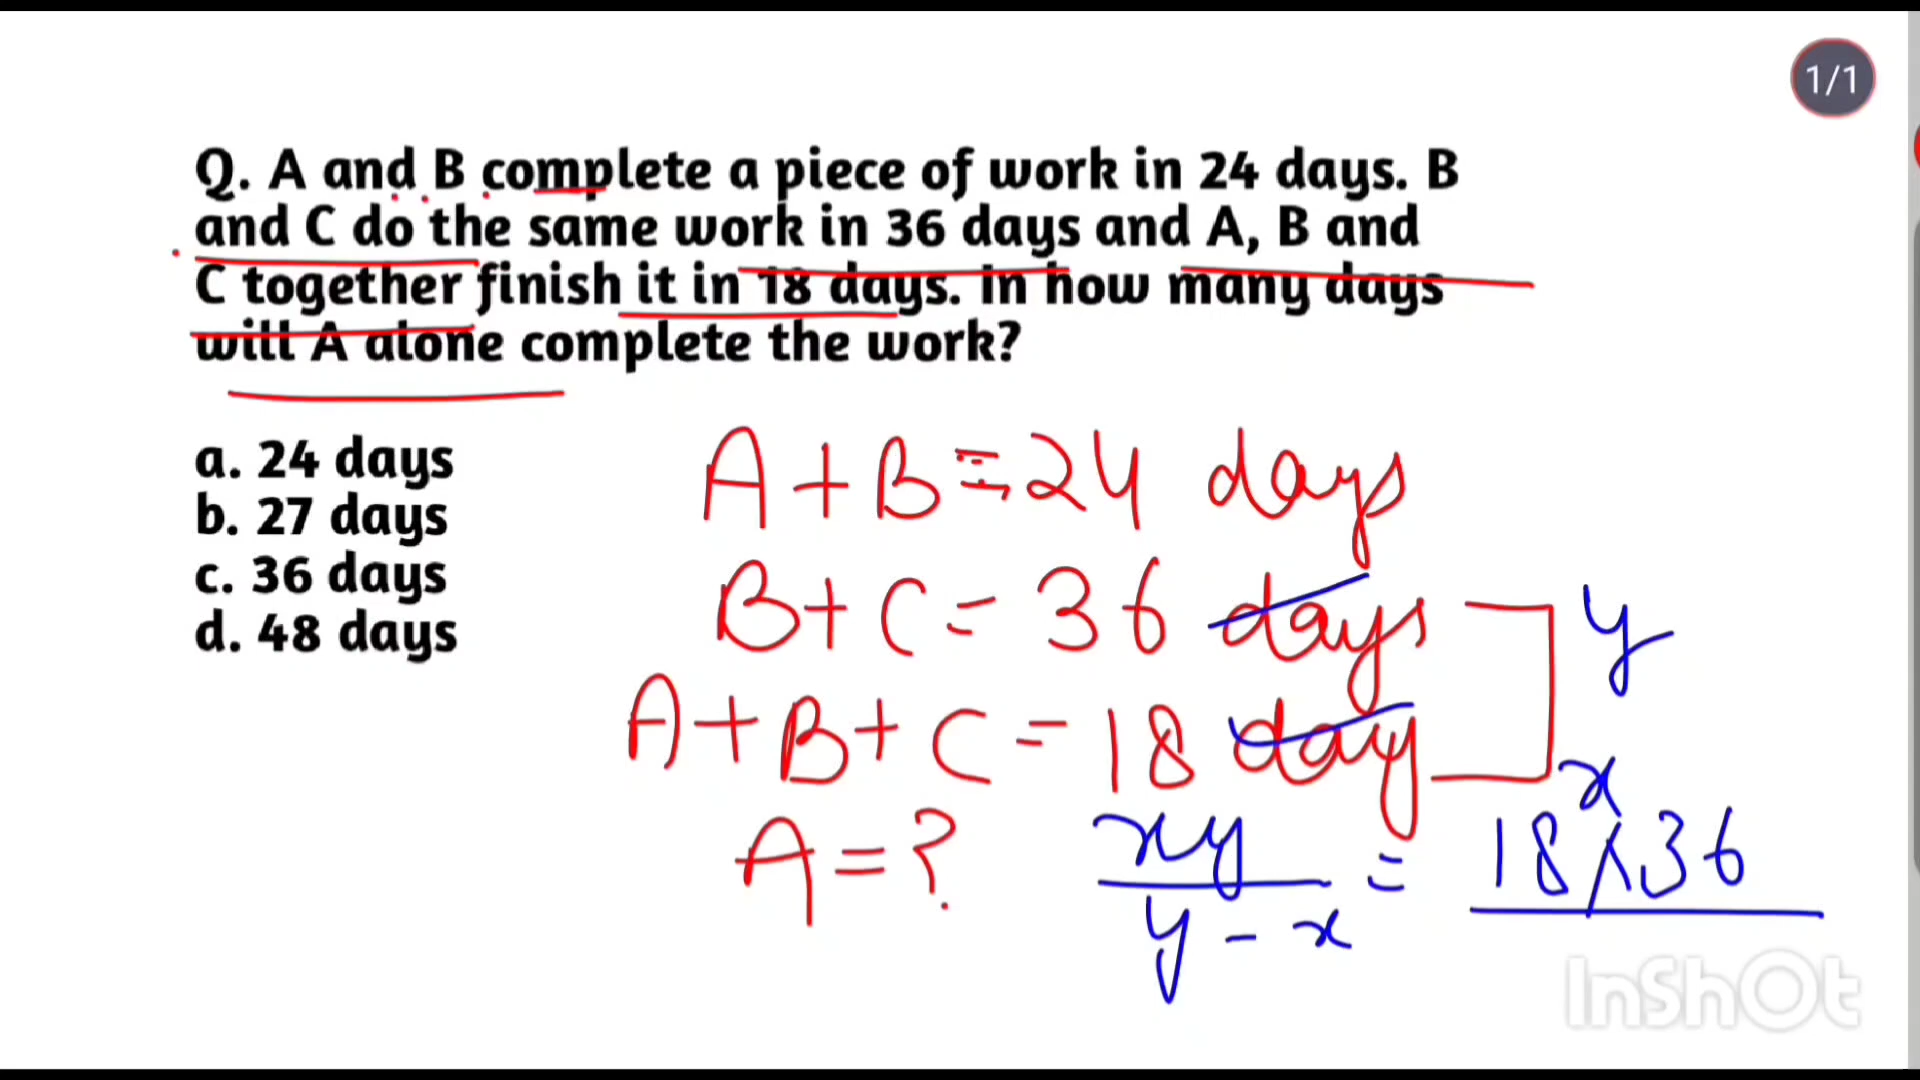 1/1
Q. A and B complete a piece of work in 24 days. B
and C do the same work in 36 days and A, B and
C together finish it in 18 days. In how many days
will A alone complete the work?
a. 24 days
b. 27 days
c. 36 days
d. 48 days
A + B = 24 days
B + C = 36 days
y
A + B + C = 18 day
x
A = ?
xy / y - x = 18 x 36
InShOt